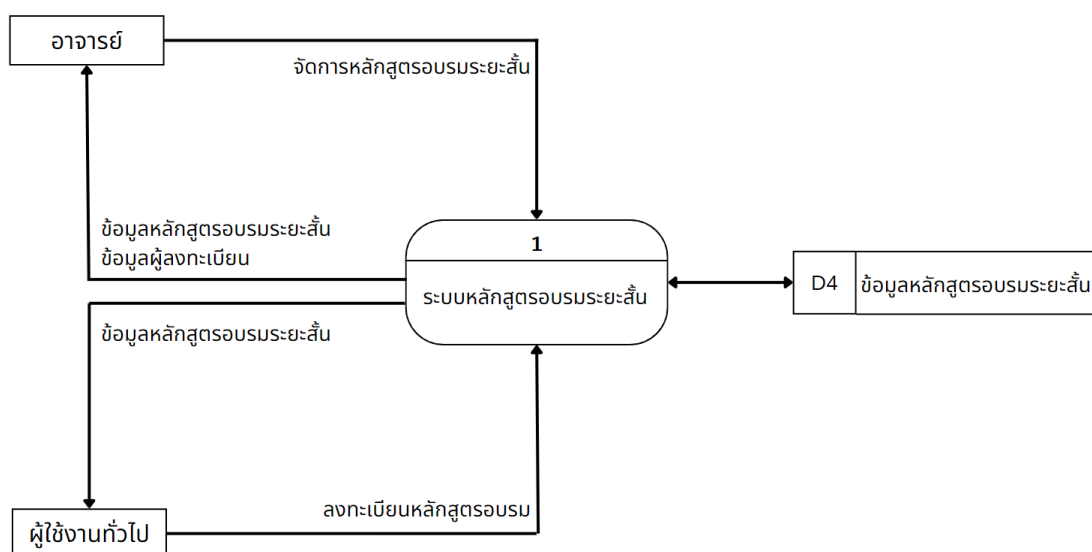 อาจารย์
จัดการหลักสูตรอบรมระยะสั้น
ข้อมูลหลักสูตรอบรมระยะสั้น
ข้อมูลผู้ลงทะเบียน
1
ระบบหลักสูตรอบรมระยะสั้น
D4 ข้อมูลหลักสูตรอบรมระยะสั้น
ข้อมูลหลักสูตรอบรมระยะสั้น
ลงทะเบียนหลักสูตรอบรม
ผู้ใช้งานทั่วไป